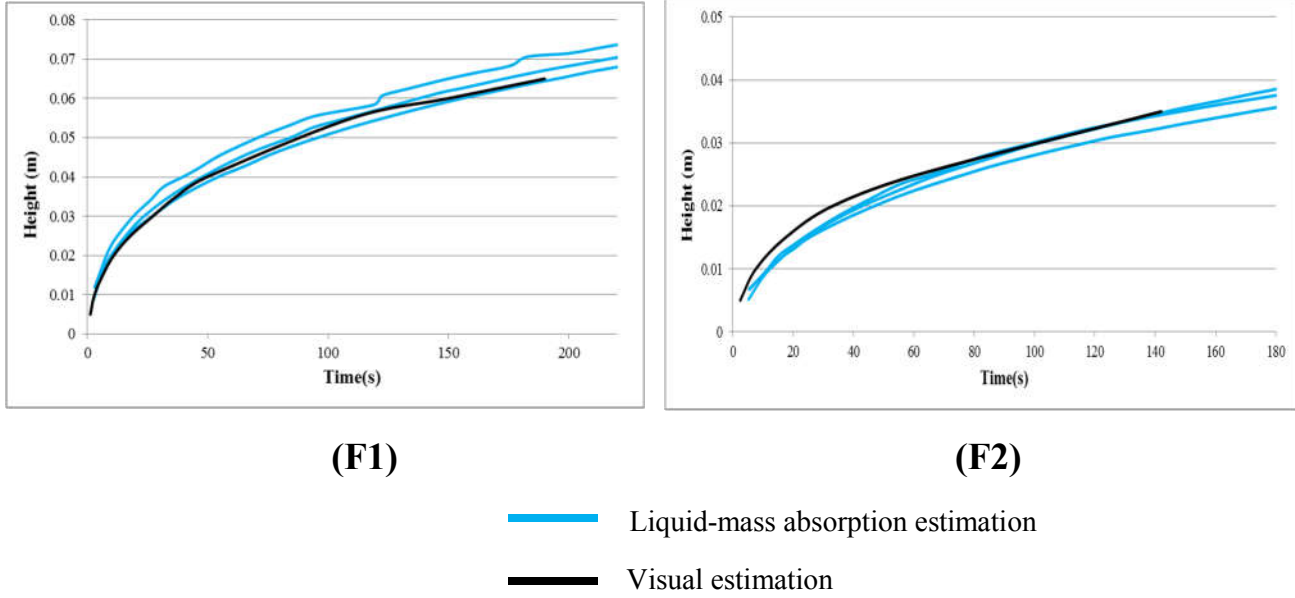 0.08
0.07
0.06
0.05
0.04
0.03
0.02
0.01
0
Height (m)
0 50 100 150 200
Time(s)
(F1)
0.05
0.04
0.03
0.02
0.01
0
Height (m)
0 20 40 60 80 100 120 140 160 180
Time(s)
(F2)
Liquid-mass absorption estimation
Visual estimation